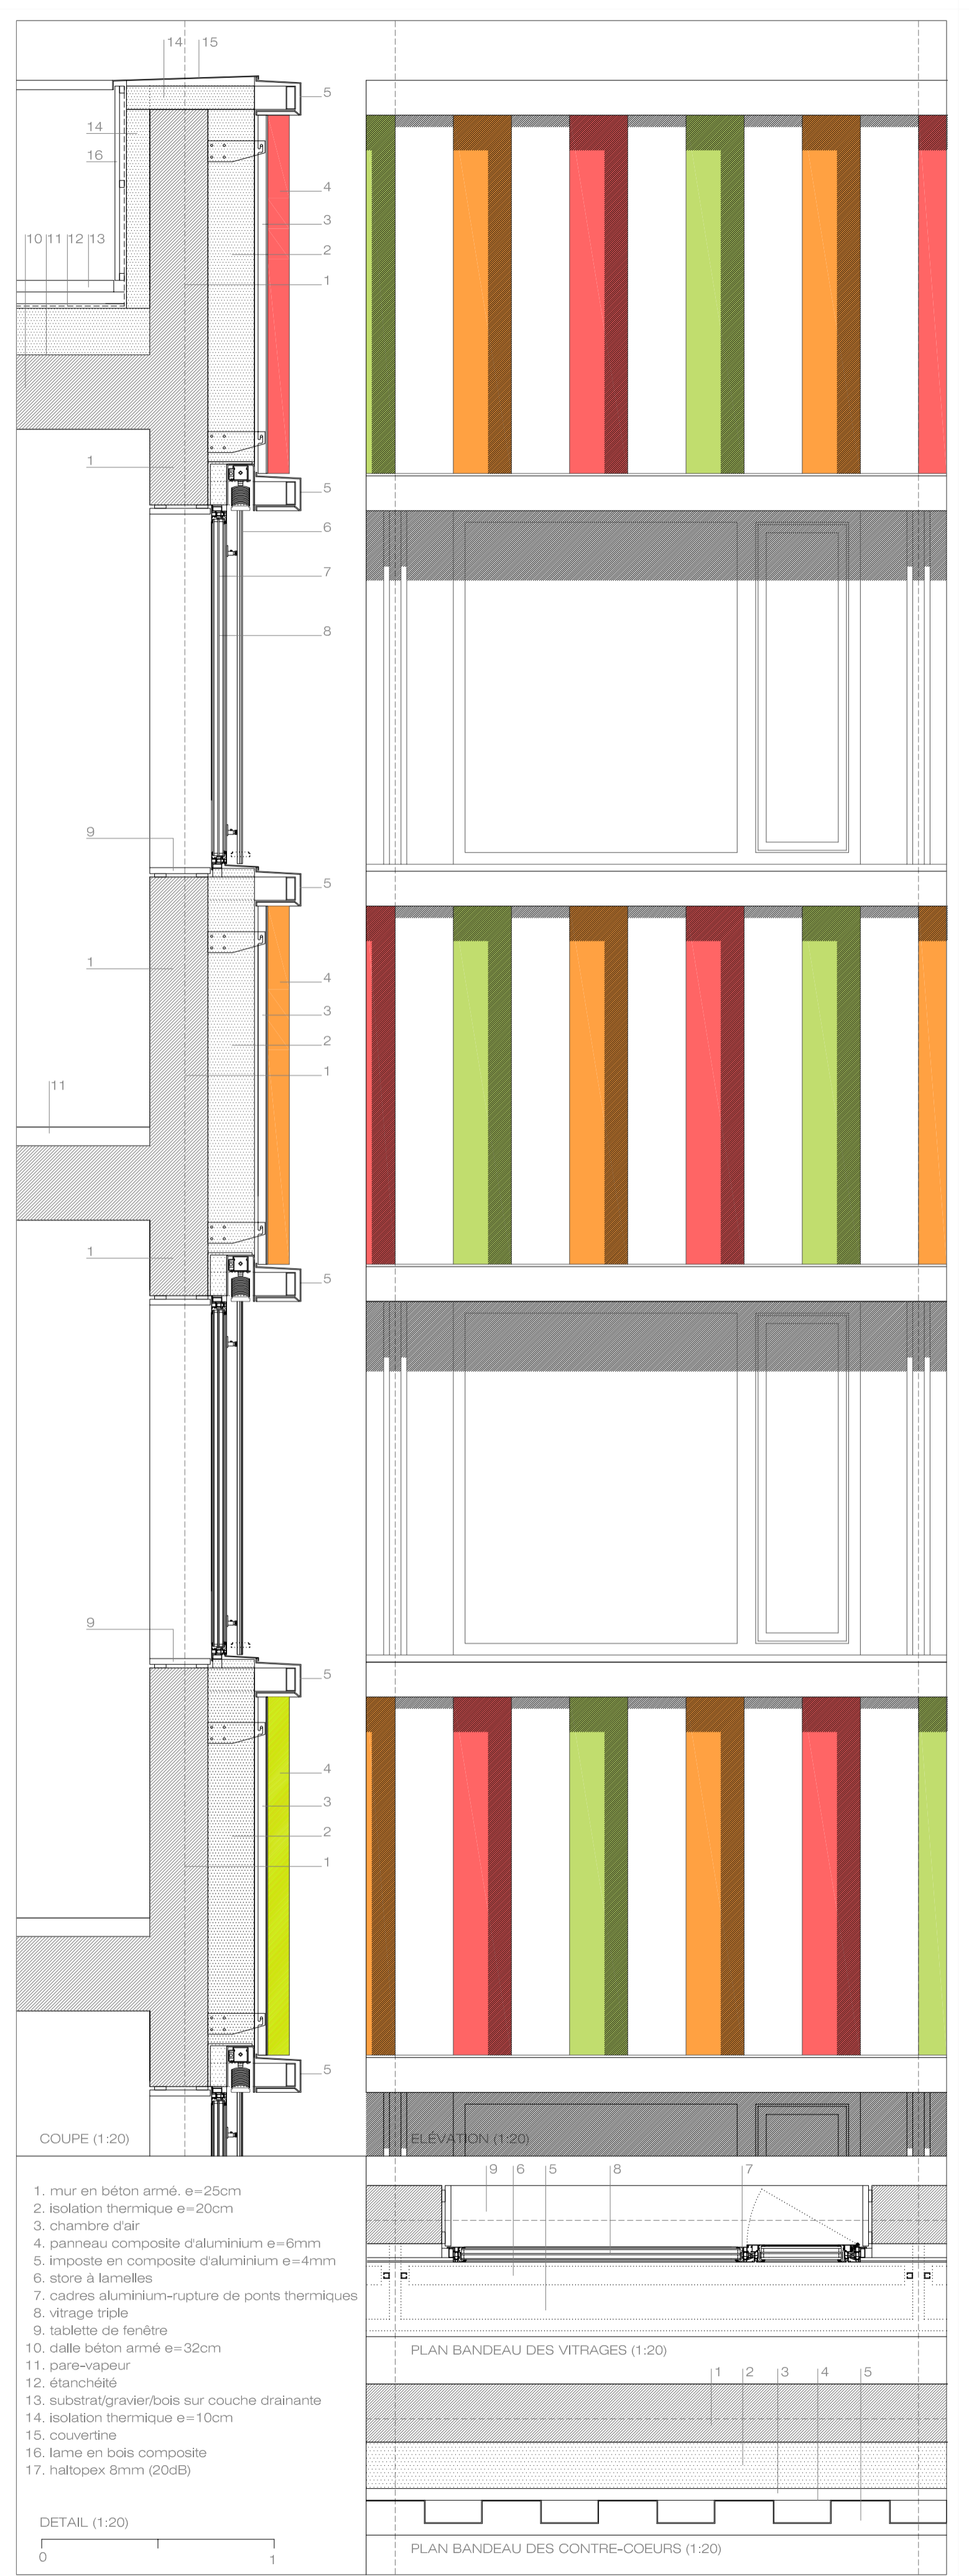 14
15
5
14
16
4
3
2
10
11
12
13
1
1
5
6
7
8
9
5
1
4
3
2
1
11
1
5
9
5
4
3
2
1
5
COUPE (1:20)
ELÉVATION (1:20)
1. mur en béton armé. e=25cm
2. isolation thermique e=20cm
3. chambre d'air
4. panneau composite d'aluminium e=6mm
5. imposte en composite d'aluminium e=4mm
6. store à lamelles
7. cadres aluminium-rupture de ponts thermiques
8. vitrage triple
9. tablette de fenêtre
10. dalle béton armé e=32cm
11. pare-vapeur
12. étanchéité
13. substrat/gravier/bois sur couche drainante
14. isolation thermique e=10cm
15. couvertine
16. lame en bois composite
17. haltopex 8mm (20dB)
DETAIL (1:20)
0
1
9 6 5 8 7
PLAN BANDEAU DES VITRAGES (1:20)
1 2 3 4 5
PLAN BANDEAU DES CONTRE-COEURS (1:20)